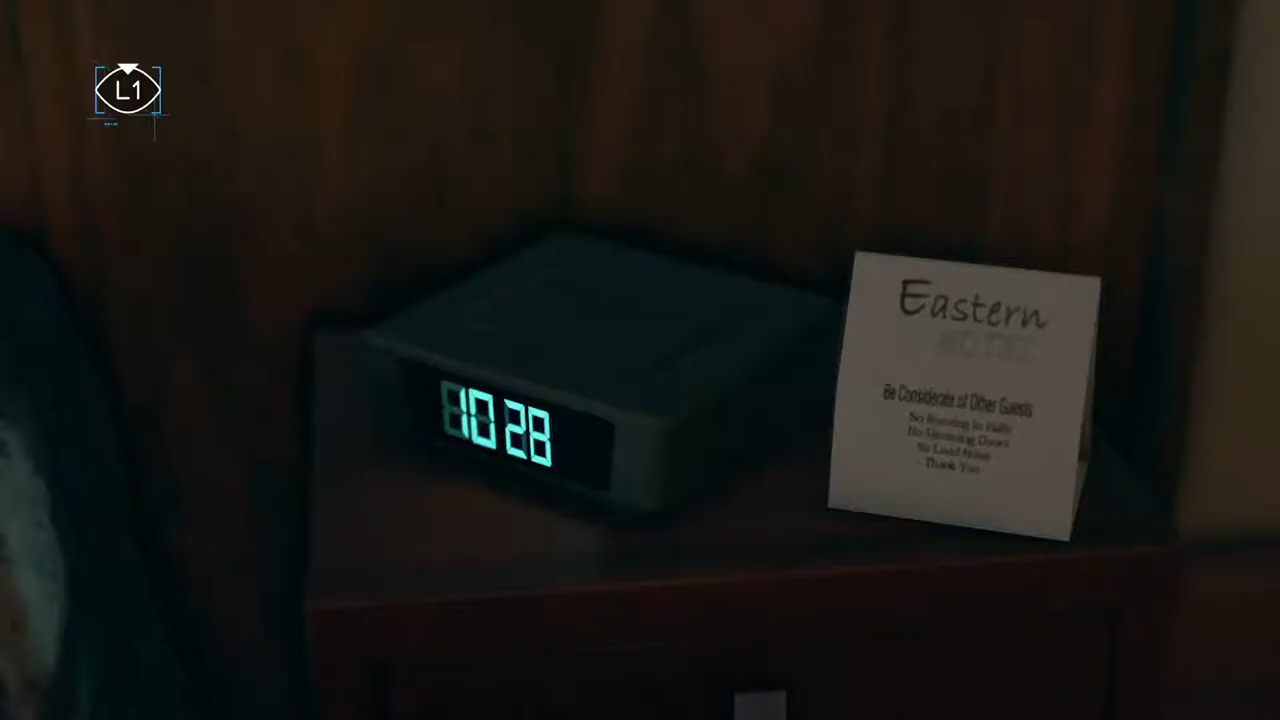 L1
10 28
Eastern
HOTEL
Be Considerate of Other Guests
No Running In Halls
No Slamming Doors
No Loud Noise
Thank You